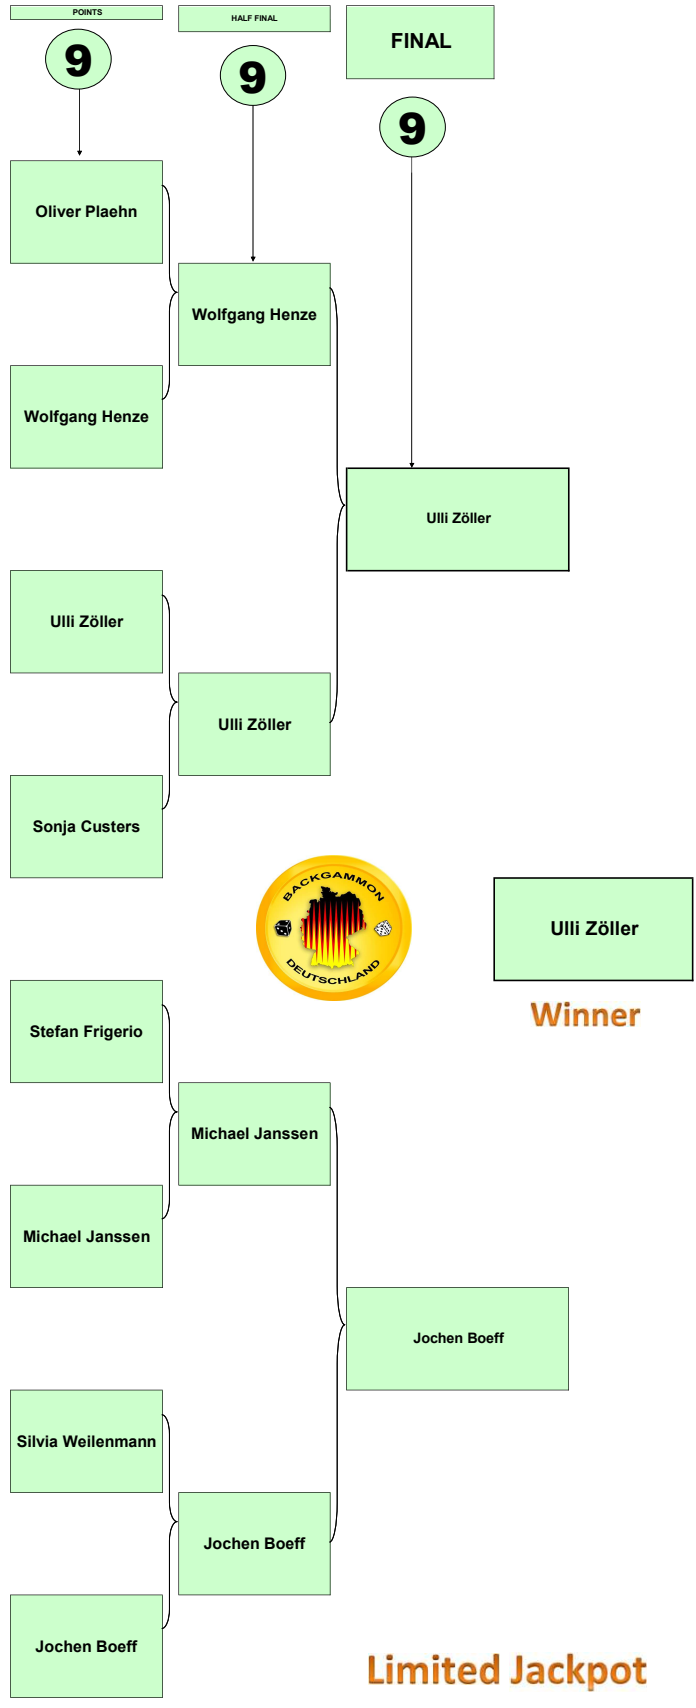 POINTS
HALF FINAL
FINAL
9
9
9
Oliver Plaehn
Wolfgang Henze
Wolfgang Henze
Ulli Zöller
Ulli Zöller
Ulli Zöller
Sonja Custers
BACKGAMMON
DEUTSCHLAND
Ulli Zöller
Winner
Stefan Frigerio
Michael Janssen
Michael Janssen
Jochen Boeff
Silvia Weilenmann
Jochen Boeff
Jochen Boeff
Limited Jackpot